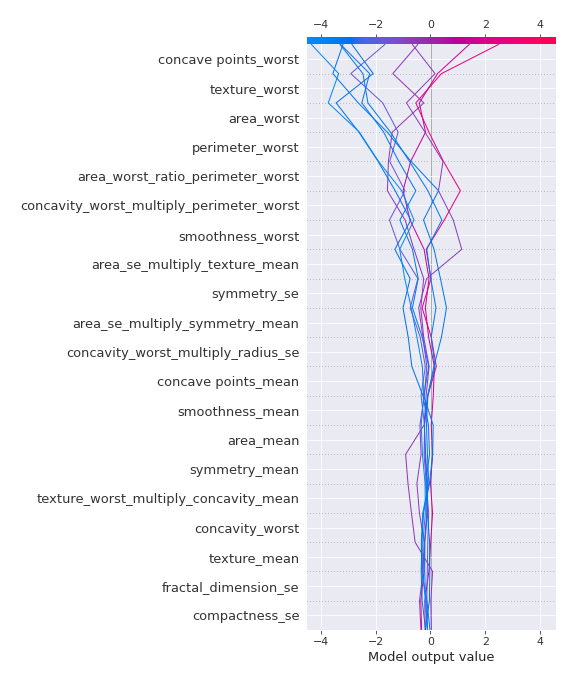 −4 −2 0 2 4
concave points_worst
texture_worst
area_worst
perimeter_worst
area_worst_ratio_perimeter_worst
concavity_worst_multiply_perimeter_worst
smoothness_worst
area_se_multiply_texture_mean
symmetry_se
area_se_multiply_symmetry_mean
concavity_worst_multiply_radius_se
concave points_mean
smoothness_mean
area_mean
symmetry_mean
texture_worst_multiply_concavity_mean
concavity_worst
texture_mean
fractal_dimension_se
compactness_se
−4 −2 0 2 4
Model output value